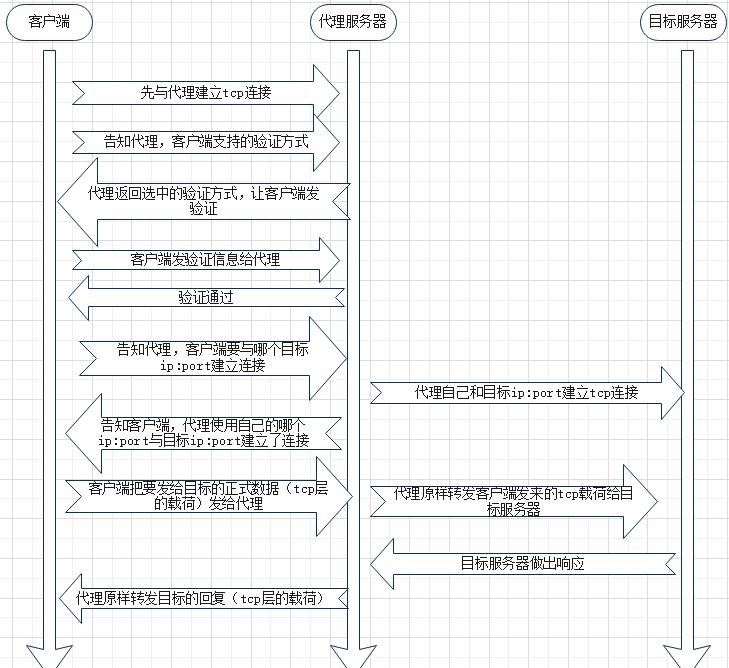 客户端
代理服务器
目标服务器
先与代理建立tcp连接
告知代理，客户端支持的验证方式
代理返回选中的验证方式，让客户端发
验证
客户端发验证信息给代理
验证通过
告知代理，客户端要与哪个目标
ip:port建立连接
代理自己和目标ip:port建立tcp连接
告知客户端，代理使用自己的哪个
ip:port与目标ip:port建立了连接
客户端把要发给目标的正式数据（tcp层
的载荷）发给代理
代理原样转发客户端发来的tcp载荷给目
标服务器
目标服务器做出响应
代理原样转发目标的回复（tcp层的载荷）